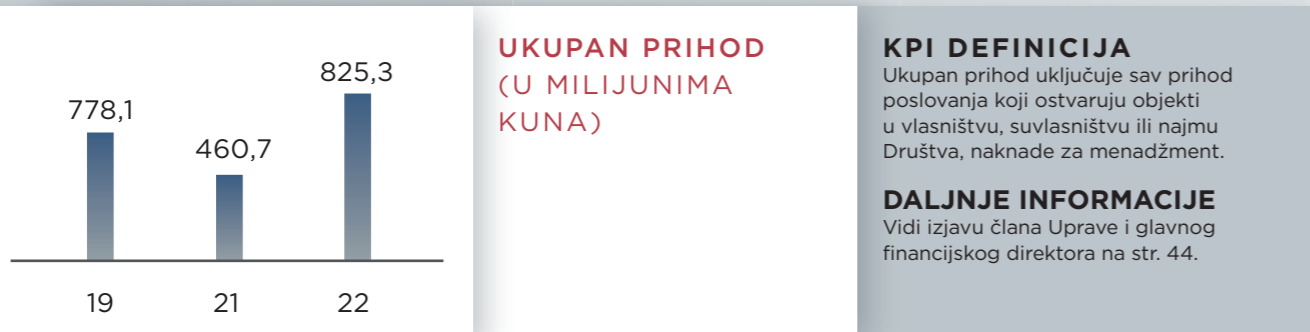 778,1
460,7
825,3
19
21
22
UKUPAN PRIHOD
(U MILIJUNIMA
KUNA)
KPI DEFINICIJA
Ukupan prihod uključuje sav prihod
poslovanja koji ostvaruju objekti
u vlasništvu, suvlasništvu ili najmu
Društva, naknade za menadžment.
DALJNJE INFORMACIJE
Vidi izjavu člana Uprave i glavnog
financijskog direktora na str. 44.